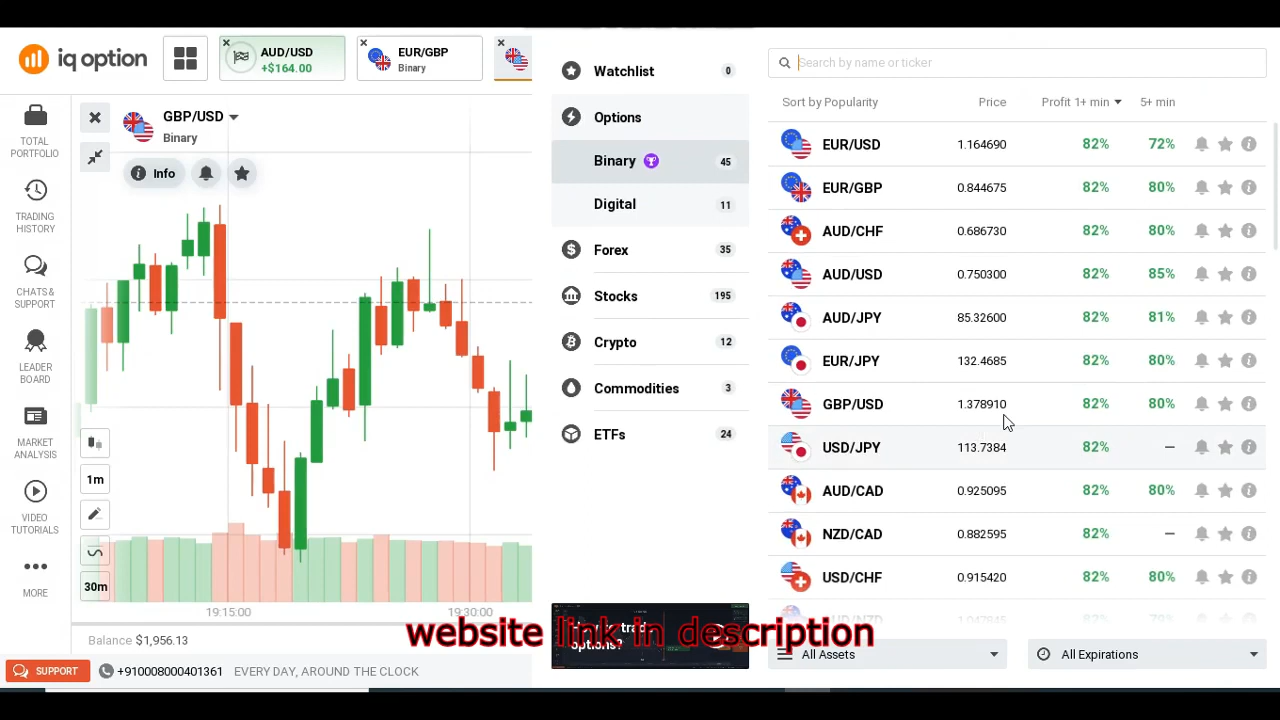 iq option
AUD/USD
+$164.00
EUR/GBP
Binary
TOTAL
PORTFOLIO
TRADING
HISTORY
CHATS &
SUPPORT
LEADER
BOARD
MARKET
ANALYSIS
VIDEO
TUTORIALS
MORE
GBP/USD
Binary
Info
1m
30m
19:15:00
19:30:00
Balance $1,956.13
SUPPORT
+910008000401361
EVERY DAY, AROUND THE CLOCK
Watchlist 0
Options
Binary 45
Digital 11
Forex 35
Stocks 195
Crypto 12
Commodities 3
ETFs 24
options?
Search by name or ticker
Sort by Popularity Price Profit 1+ min 5+ min
EUR/USD 1.164690 82% 72%
EUR/GBP 0.844675 82% 80%
AUD/CHF 0.686730 82% 80%
AUD/USD 0.750300 82% 85%
AUD/JPY 85.32600 82% 81%
EUR/JPY 132.4685 82% 80%
GBP/USD 1.378910 82% 80%
USD/JPY 113.7384 82% –
AUD/CAD 0.925095 82% 80%
NZD/CAD 0.882595 82% –
USD/CHF 0.915420 82% 80%
All Assets
All Expirations
website link in description